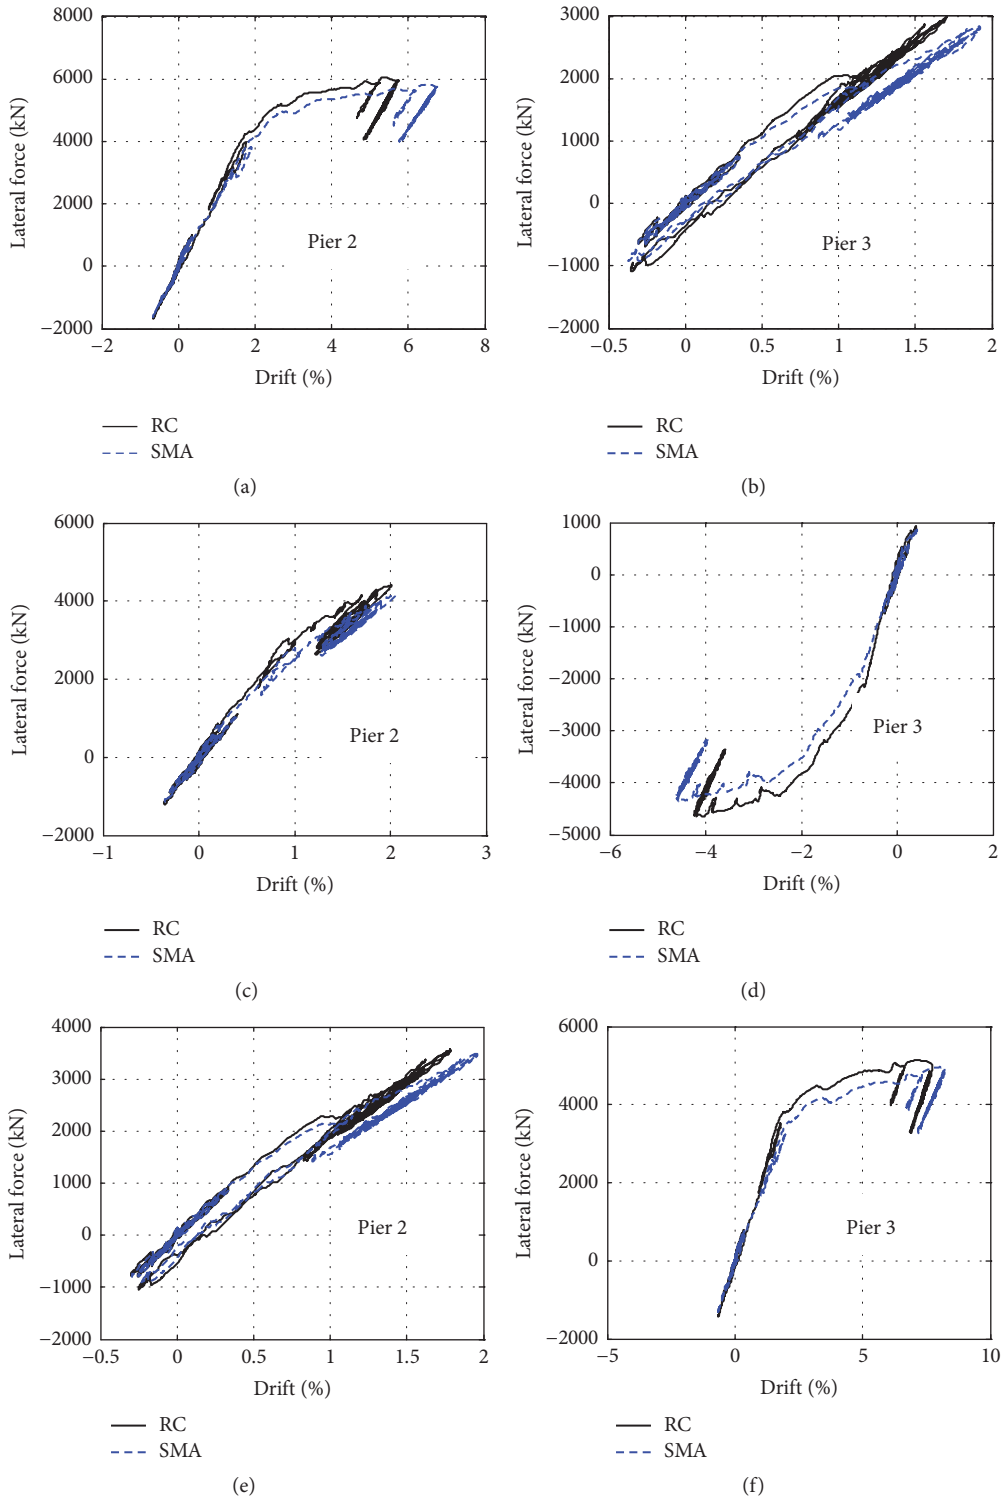 8000
6000
4000
2000
0
−2000
Lateral force (kN)
Pier 2
−2
0
2
4
6
8
Drift (%)
RC
SMA
(a)
3000
2000
1000
0
−1000
−2000
Lateral force (kN)
Pier 3
−0.5
0
0.5
1
1.5
2
Drift (%)
RC
SMA
(b)
6000
4000
2000
0
−2000
Lateral force (kN)
Pier 2
−1
0
1
2
3
Drift (%)
RC
SMA
(c)
1000
0
−1000
−2000
−3000
−4000
−5000
Lateral force (kN)
Pier 3
−6
−4
−2
0
2
Drift (%)
RC
SMA
(d)
4000
3000
2000
1000
0
−1000
−2000
Lateral force (kN)
Pier 2
−0.5
0
0.5
1
1.5
2
Drift (%)
RC
SMA
(e)
6000
4000
2000
0
−2000
Lateral force (kN)
Pier 3
−5
0
5
10
Drift (%)
RC
SMA
(f)